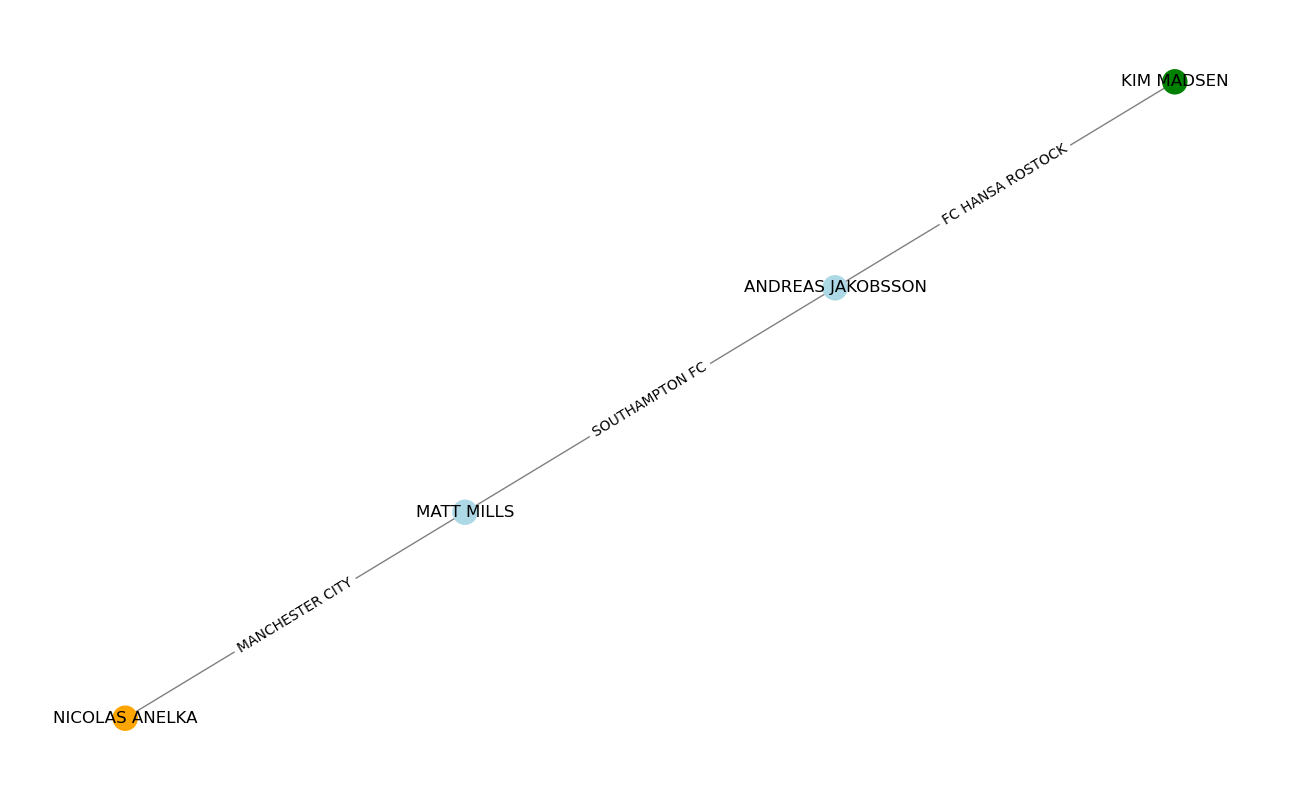 KIM MADSEN
FC HANSA ROSTOCK
ANDREAS JAKOBSSON
SOUTHAMPTON FC
MATT MILLS
MANCHESTER CITY
NICOLAS ANELKA